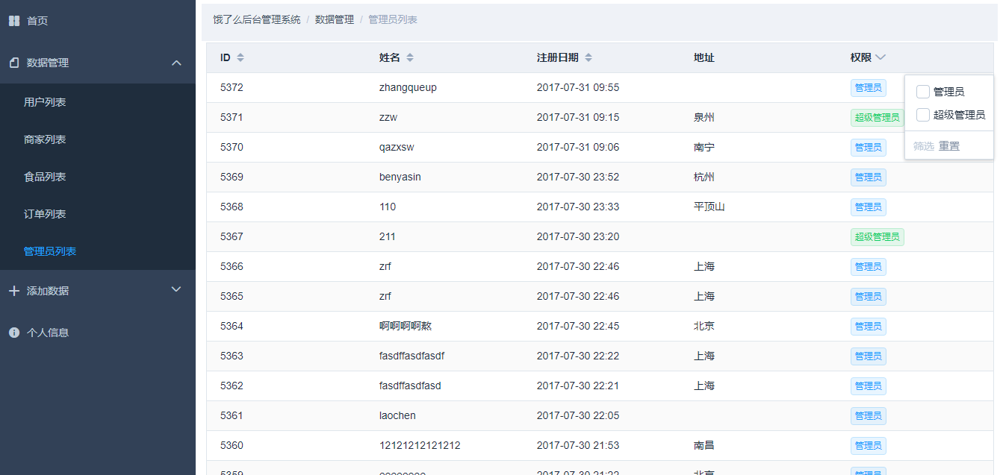 首页
数据管理
用户列表
商家列表
食品列表
订单列表
管理员列表
添加数据
个人信息
饿了么后台管理系统 / 数据管理 / 管理员列表
ID 姓名 注册日期 地址 权限
5372 zhangqueup 2017-07-31 09:55 管理员
5371 zzw 2017-07-31 09:15 泉州 超级管理员
5370 qazxsw 2017-07-31 09:06 南宁 管理员
5369 benyasin 2017-07-30 23:52 杭州 管理员
5368 110 2017-07-30 23:33 平顶山 管理员
5367 211 2017-07-30 23:20 超级管理员
5366 zrf 2017-07-30 22:46 上海 管理员
5365 zrf 2017-07-30 22:46 上海 管理员
5364 啊啊啊啊熬 2017-07-30 22:45 北京 管理员
5363 fasdffasdfasdf 2017-07-30 22:22 上海 管理员
5362 fasdffasdfasd 2017-07-30 22:21 上海 管理员
5361 laochen 2017-07-30 22:05 管理员
5360 12121212121212 2017-07-30 21:53 南昌 管理员
5359 2017-07-30 21:22 北京 管理员
管理员
超级管理员
筛选 重置